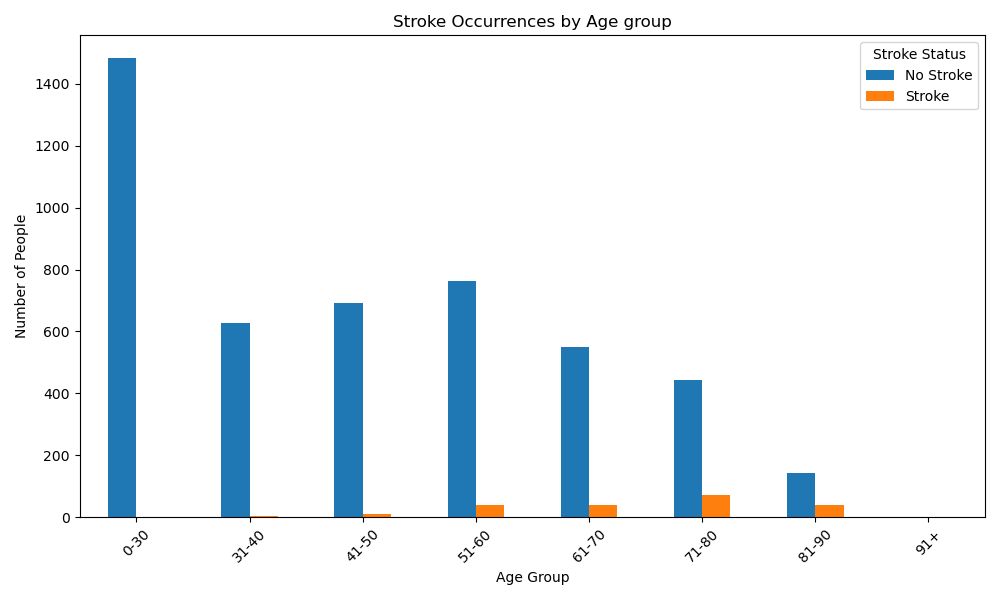 Stroke Occurrences by Age group
Stroke Status
No Stroke
Stroke
Number of People
1400
1200
1000
800
600
400
200
0
0-30
31-40
41-50
51-60
61-70
71-80
81-90
91+
Age Group